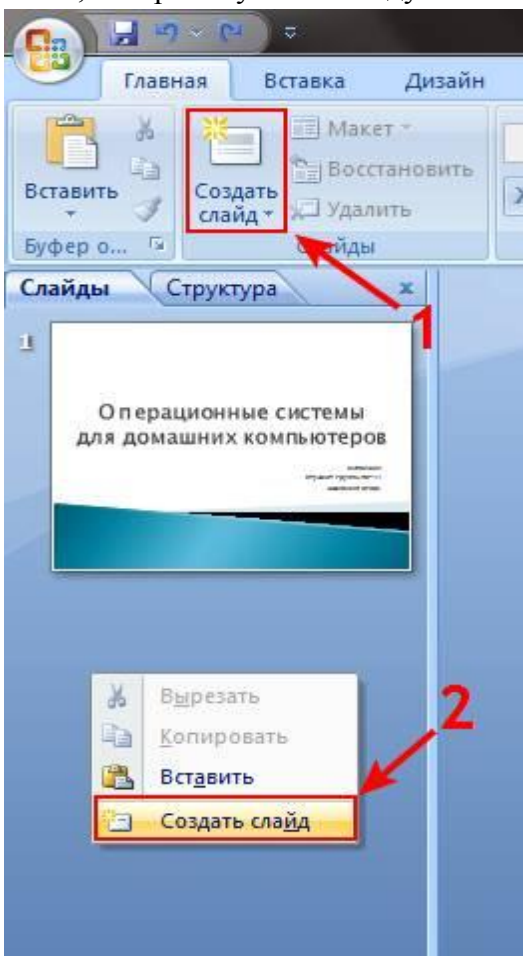 Главная Вставка Дизайн
Вставить
Создать
слайд
Макет
Восстановить
Удалить
Буфер о...
Слайды Структура x
1
1
Операционные системы
для домашних компьютеров
Вырезать
Копировать
Вставить
Создать слайд
2